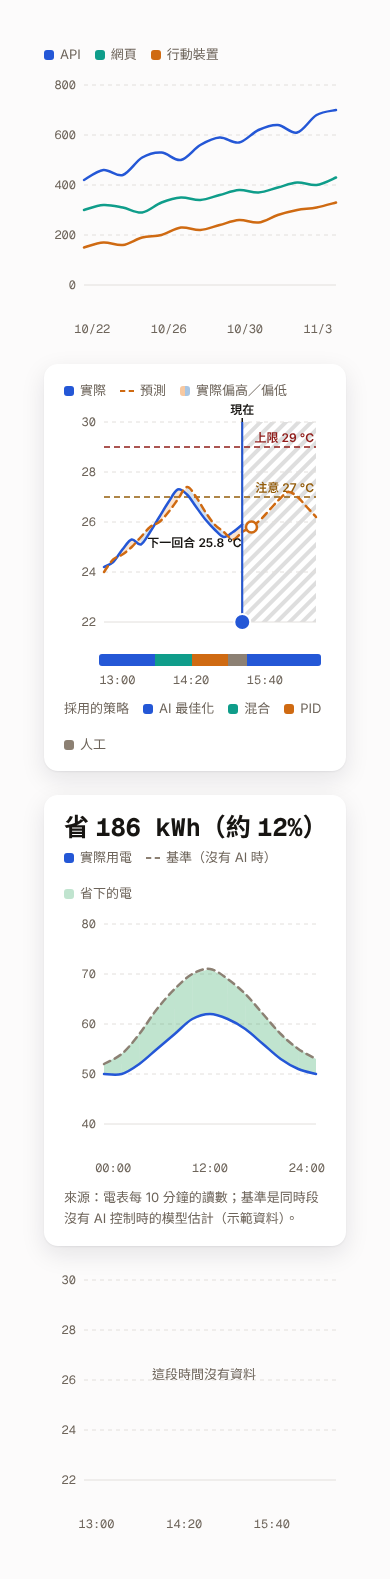 API 網頁 行動裝置
800
600
400
200
0
10/22 10/26 10/30 11/3
實際 預測 實際偏高／偏低
現在
30
上限 29 °C
28
注意 27 °C
26
下一回合 25.8 °C
24
22
13:00 14:20 15:40
採用的策略 AI 最佳化 混合 PID
人工
省 186 kWh（約 12%）
實際用電 基準（沒有 AI 時）
省下的電
80
70
60
50
40
00:00 12:00 24:00
來源：電表每 10 分鐘的讀數；基準是同時段
沒有 AI 控制時的模型估計（示範資料）。
30
28
這段時間沒有資料
26
24
22
13:00 14:20 15:40